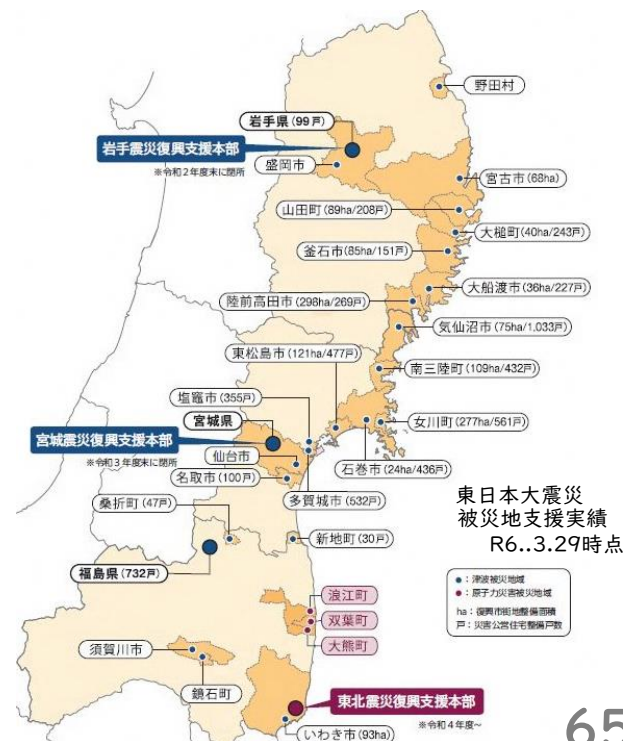 野田村
岩手県(99戸)
岩手震災復興支援本部
※令和2年度末に閉所
盛岡市
宮古市(68ha)
山田町(89ha/208戸)
大槌町(40ha/243戸)
釜石市(85ha/151戸)
大船渡市(36ha/227戸)
陸前高田市(298ha/269戸)
気仙沼市(75ha/1,033戸)
東松島市(121ha/477戸)
南三陸町(109ha/432戸)
塩竈市(355戸)
宮城県
女川町(277ha/561戸)
宮城震災復興支援本部
※令和3年度末に閉所
仙台市
石巻市(24ha/436戸)
名取市(100戸)
多賀城市(532戸)
桑折町(47戸)
新地町(30戸)
東日本大震災
被災地支援実績
R6..3.29時点
福島県(732戸)
●:津波被災地域
●:原子力災害被災地域
ha:復興市街地整備面積
戸:災害公営住宅整備戸数
浪江町
双葉町
大熊町
須賀川市
鏡石町
東北震災復興支援本部
※令和4年度~
いわき市(93ha)
65